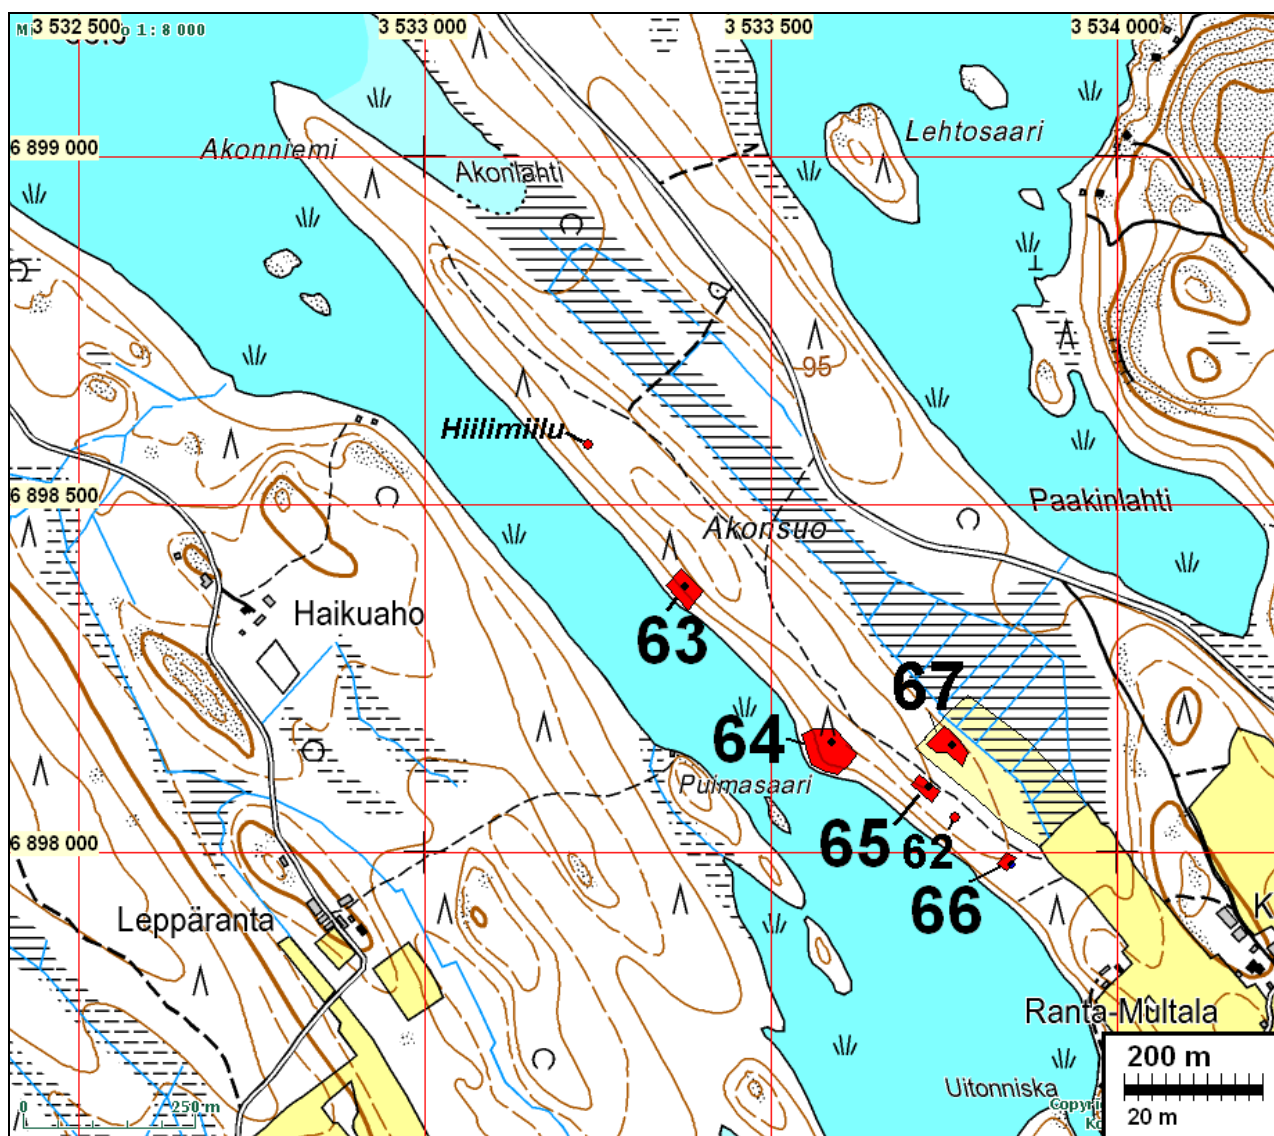 3 532 500
1 : 8 000
3 533 000
3 533 500
3 534 000
6 899 000
Akonniemi
Akonlahti
Lehtosaari
95
Hiilimiilu
6 898 500
Akonsuo
Paakinlahti
Haikuaho
63
67
64
Puimasaari
65
62
6 898 000
66
Leppäranta
K
Ranta-Multala
200 m
20 m
Uitonniska
0
250 m